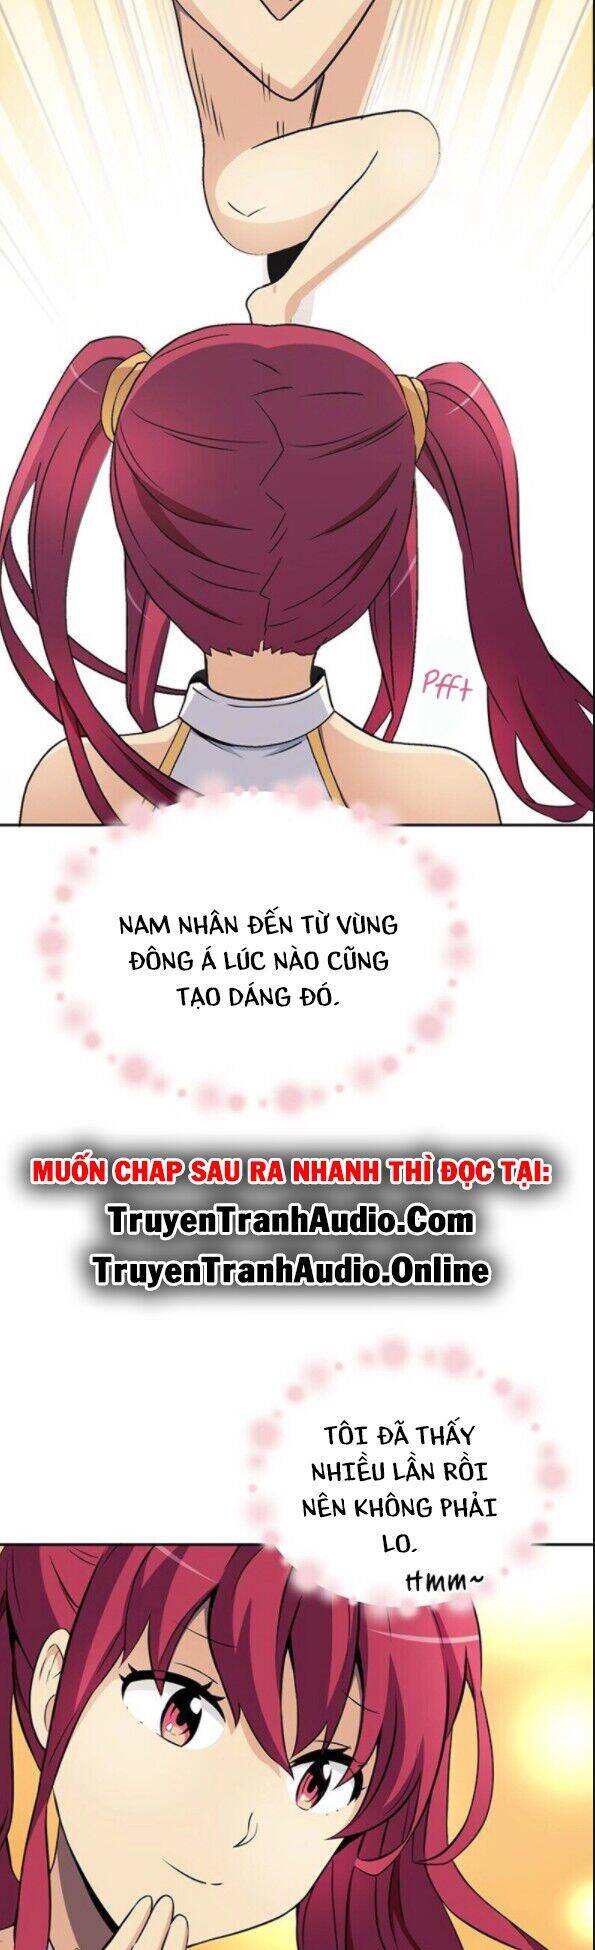 Pfft
NAM NHÂN ĐẾN TỪ VÙNG
ĐÔNG Á LÚC NÀO CŨNG
TẠO DÁNG ĐÓ.
MUỐN CHAP SAU RA NHANH THÌ ĐỌC TẠI:
TruyenTranhAudio.Com
TruyenTranhAudio.Online
TÔI ĐÃ THẤY
NHIỀU LẦN RỒI
NÊN KHÔNG PHẢI
LO.
Hmm~